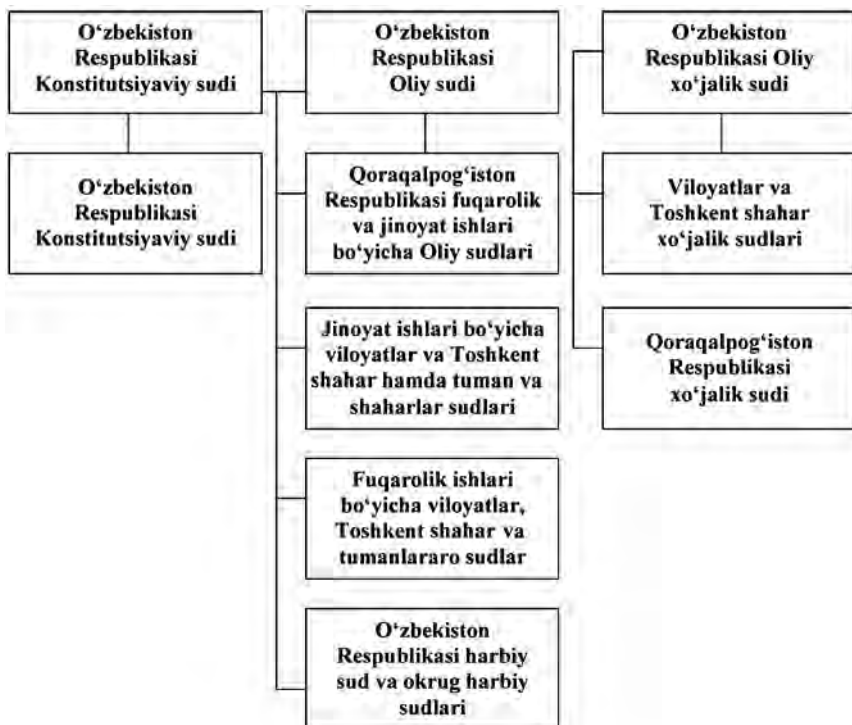 O‘zbekiston
Respublikasi
Konstitutsiyaviy sudi
O‘zbekiston
Respublikasi
Oliy sudi
O‘zbekiston
Respublikasi Oliy
xo‘jalik sudi
O‘zbekiston
Respublikasi
Konstitutsiyaviy sudi
Qoraqalpog‘iston
Respublikasi fuqarolik
va jinoyat ishlari
bo‘yicha Oliy sudlari
Viloyatlar va
Toshkent shahar
xo‘jalik sudlari
Jinoyat ishlari bo‘yicha
viloyatlar va Toshkent
shahar hamda tuman va
shaharlar sudlari
Qoraqalpog‘iston
Respublikasi
xo‘jalik sudi
Fuqarolik ishlari
bo‘yicha viloyatlar,
Toshkent shahar va
tumanlararo sudlar
O‘zbekiston
Respublikasi harbiy
sud va okrug harbiy
sudlari